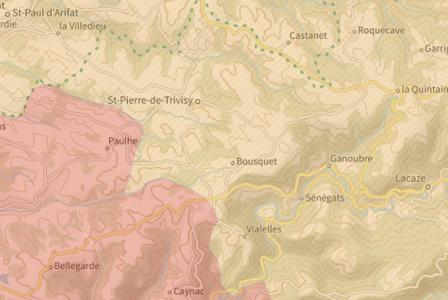 St-Paul d'Arifat
la Villedieu
Castanet
Roquecave
St-Pierre-de-Trivisy
la Quintain
Paulhe
Bousquet
Ganoubre
Lacaze
Sénégats
Vialelles
Bellegarde
Caynac